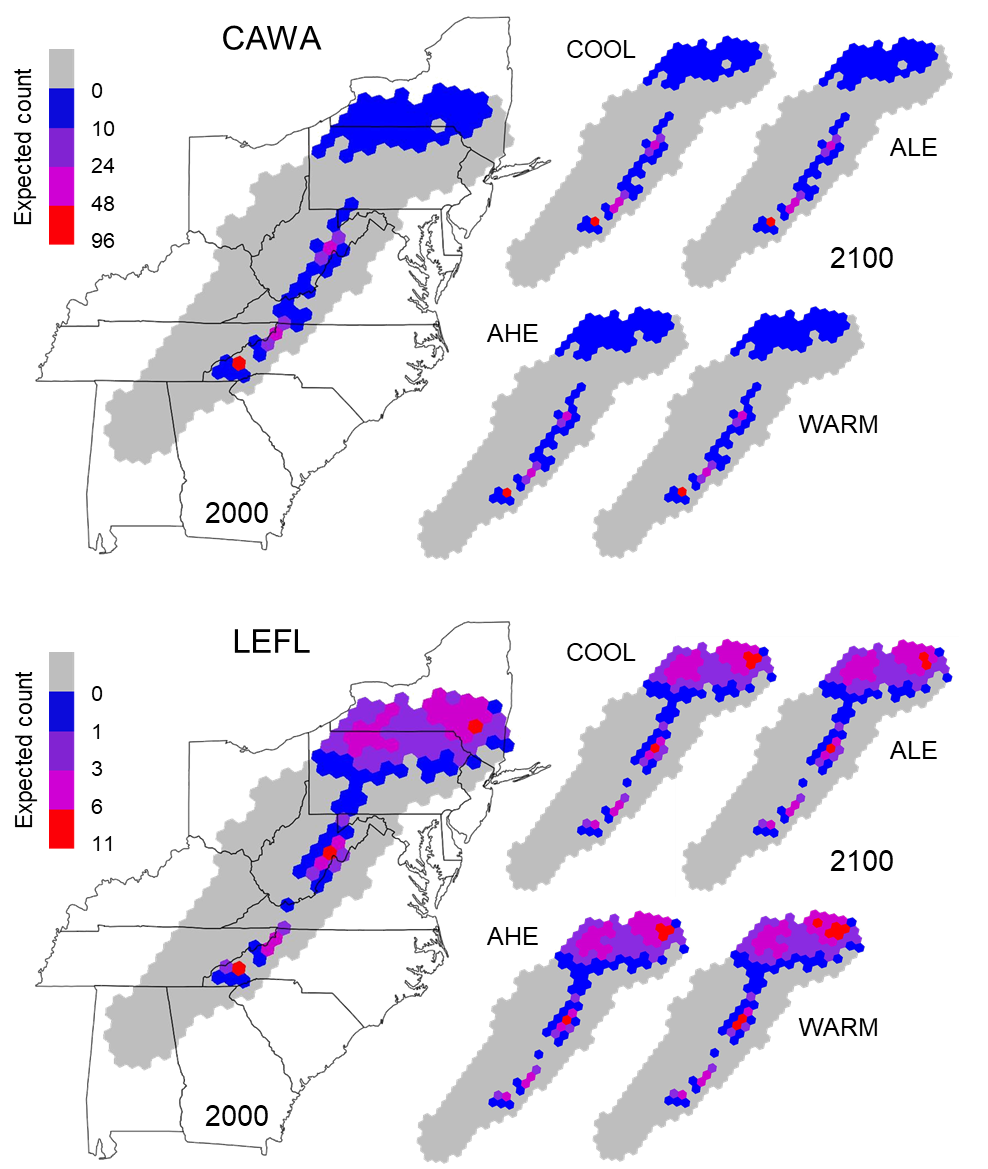 CAWA
Expected count
0
10
24
48
96
2000
COOL
ALE
2100
AHE
WARM
LEFL
Expected count
0
1
3
6
11
2000
COOL
ALE
2100
AHE
WARM